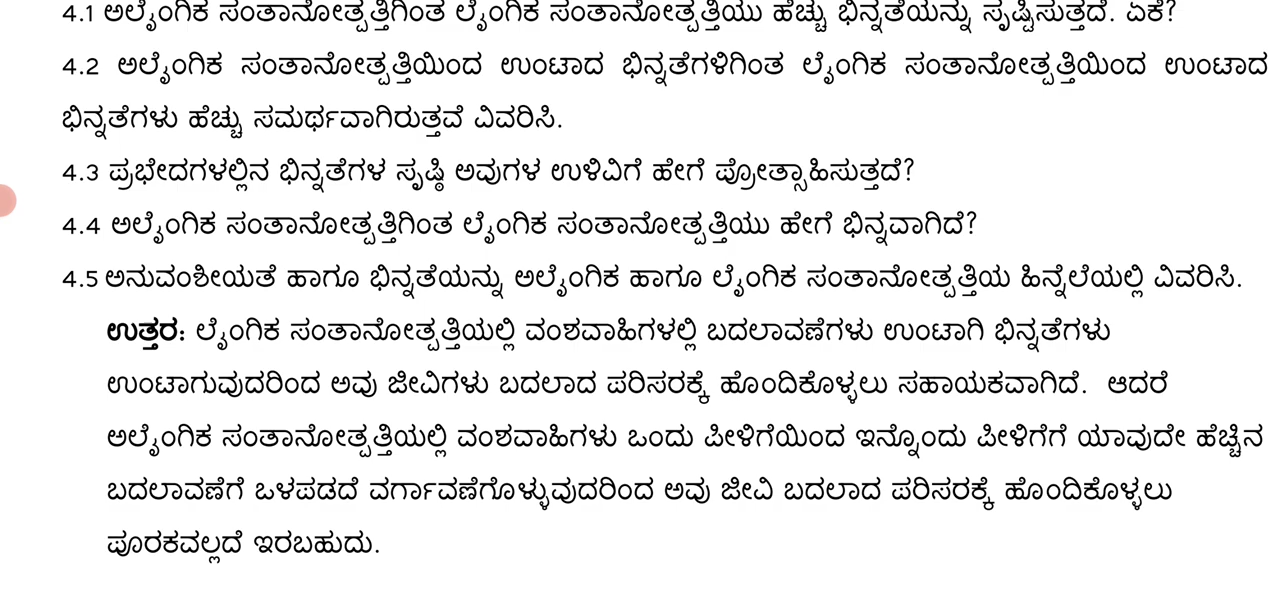 4.1 ಅಲೈಂಗಿಕ ಸಂತಾನೋತ್ಪತ್ತಿಗಿಂತ ಲೈಂಗಿಕ ಸಂತಾನೋತ್ಪತ್ತಿಯು ಹೆಚ್ಚು ಭಿನ್ನತೆಯನ್ನು ಸೃಷ್ಟಿಸುತ್ತದೆ. ಏಕೆ?
4.2 ಅಲೈಂಗಿಕ ಸಂತಾನೋತ್ಪತ್ತಿಯಿಂದ ಉಂಟಾದ ಭಿನ್ನತೆಗಳಿಗಿಂತ ಲೈಂಗಿಕ ಸಂತಾನೋತ್ಪತ್ತಿಯಿಂದ ಉಂಟಾದ
ಭಿನ್ನತೆಗಳು ಹೆಚ್ಚು ಸಮರ್ಥವಾಗಿರುತ್ತವೆ ವಿವರಿಸಿ.
4.3 ಪ್ರಭೇದಗಳಲ್ಲಿನ ಭಿನ್ನತೆಗಳ ಸೃಷ್ಠಿ ಅವುಗಳ ಉಳಿವಿಗೆ ಹೇಗೆ ಪ್ರೋತ್ಸಾಹಿಸುತ್ತದೆ?
4.4 ಅಲೈಂಗಿಕ ಸಂತಾನೋತ್ಪತ್ತಿಗಿಂತ ಲೈಂಗಿಕ ಸಂತಾನೋತ್ಪತ್ತಿಯು ಹೇಗೆ ಭಿನ್ನವಾಗಿದೆ?
4.5 ಅನುವಂಶೀಯತೆ ಹಾಗೂ ಭಿನ್ನತೆಯನ್ನು ಅಲೈಂಗಿಕ ಹಾಗೂ ಲೈಂಗಿಕ ಸಂತಾನೋತ್ಪತ್ತಿಯ ಹಿನ್ನೆಲೆಯಲ್ಲಿ ವಿವರಿಸಿ.
ಉತ್ತರ: ಲೈಂಗಿಕ ಸಂತಾನೋತ್ಪತ್ತಿಯಲ್ಲಿ ವಂಶವಾಹಿಗಳಲ್ಲಿ ಬದಲಾವಣೆಗಳು ಉಂಟಾಗಿ ಭಿನ್ನತೆಗಳು
ಉಂಟಾಗುವುದರಿಂದ ಅವು ಜೀವಿಗಳು ಬದಲಾದ ಪರಿಸರಕ್ಕೆ ಹೊಂದಿಕೊಳ್ಳಲು ಸಹಾಯಕವಾಗಿದೆ. ಆದರೆ
ಅಲೈಂಗಿಕ ಸಂತಾನೋತ್ಪತ್ತಿಯಲ್ಲಿ ವಂಶವಾಹಿಗಳು ಒಂದು ಪೀಳಿಗೆಯಿಂದ ಇನ್ನೊಂದು ಪೀಳಿಗೆಗೆ ಯಾವುದೇ ಹೆಚ್ಚಿನ
ಬದಲಾವಣೆಗೆ ಒಳಪಡದೆ ವರ್ಗಾವಣೆಗೊಳ್ಳುವುದರಿಂದ ಅವು ಜೀವಿ ಬದಲಾದ ಪರಿಸರಕ್ಕೆ ಹೊಂದಿಕೊಳ್ಳಲು
ಪೂರಕವಲ್ಲದೆ ಇರಬಹುದು.